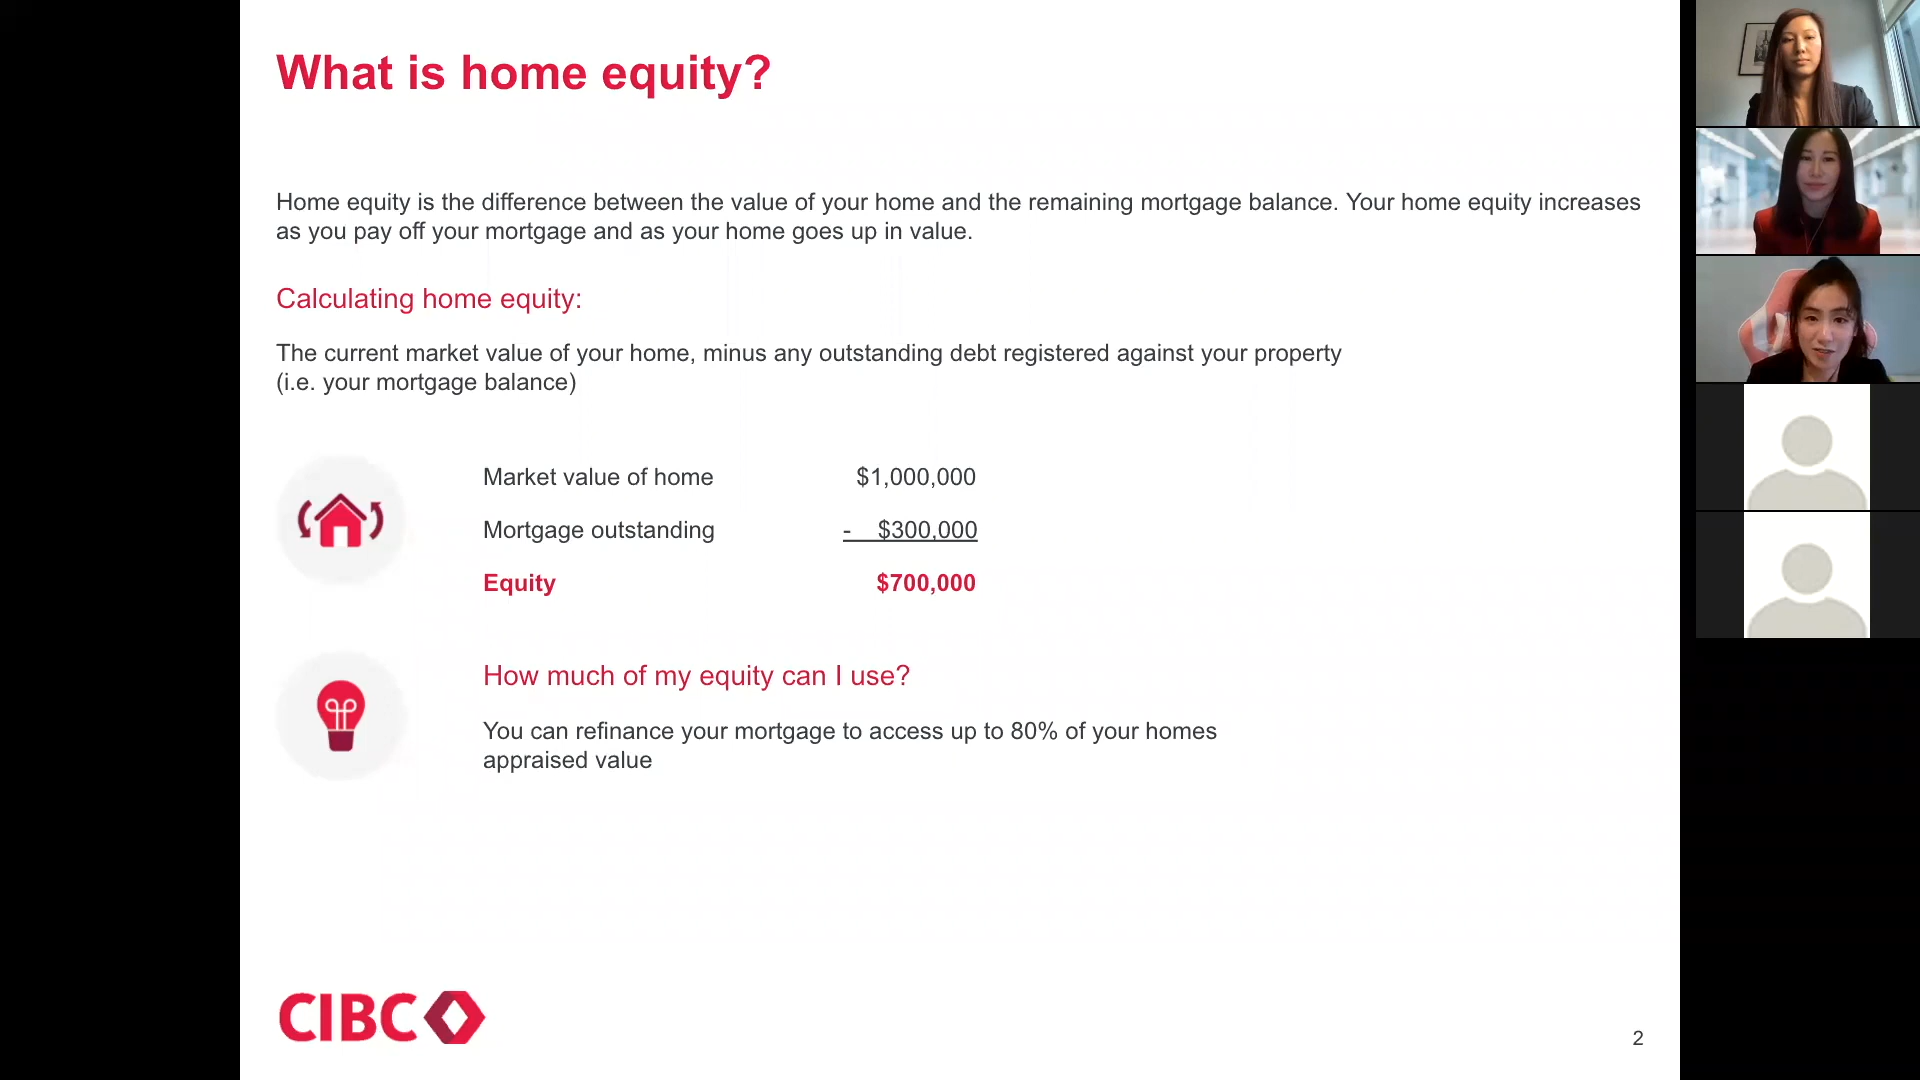 What is home equity?
Home equity is the difference between the value of your home and the remaining mortgage balance. Your home equity increases
as you pay off your mortgage and as your home goes up in value.
Calculating home equity:
The current market value of your home, minus any outstanding debt registered against your property
(i.e. your mortgage balance)
Market value of home $1,000,000
Mortgage outstanding - $300,000
Equity $700,000
How much of my equity can I use?
You can refinance your mortgage to access up to 80% of your homes
appraised value
CIBC
2